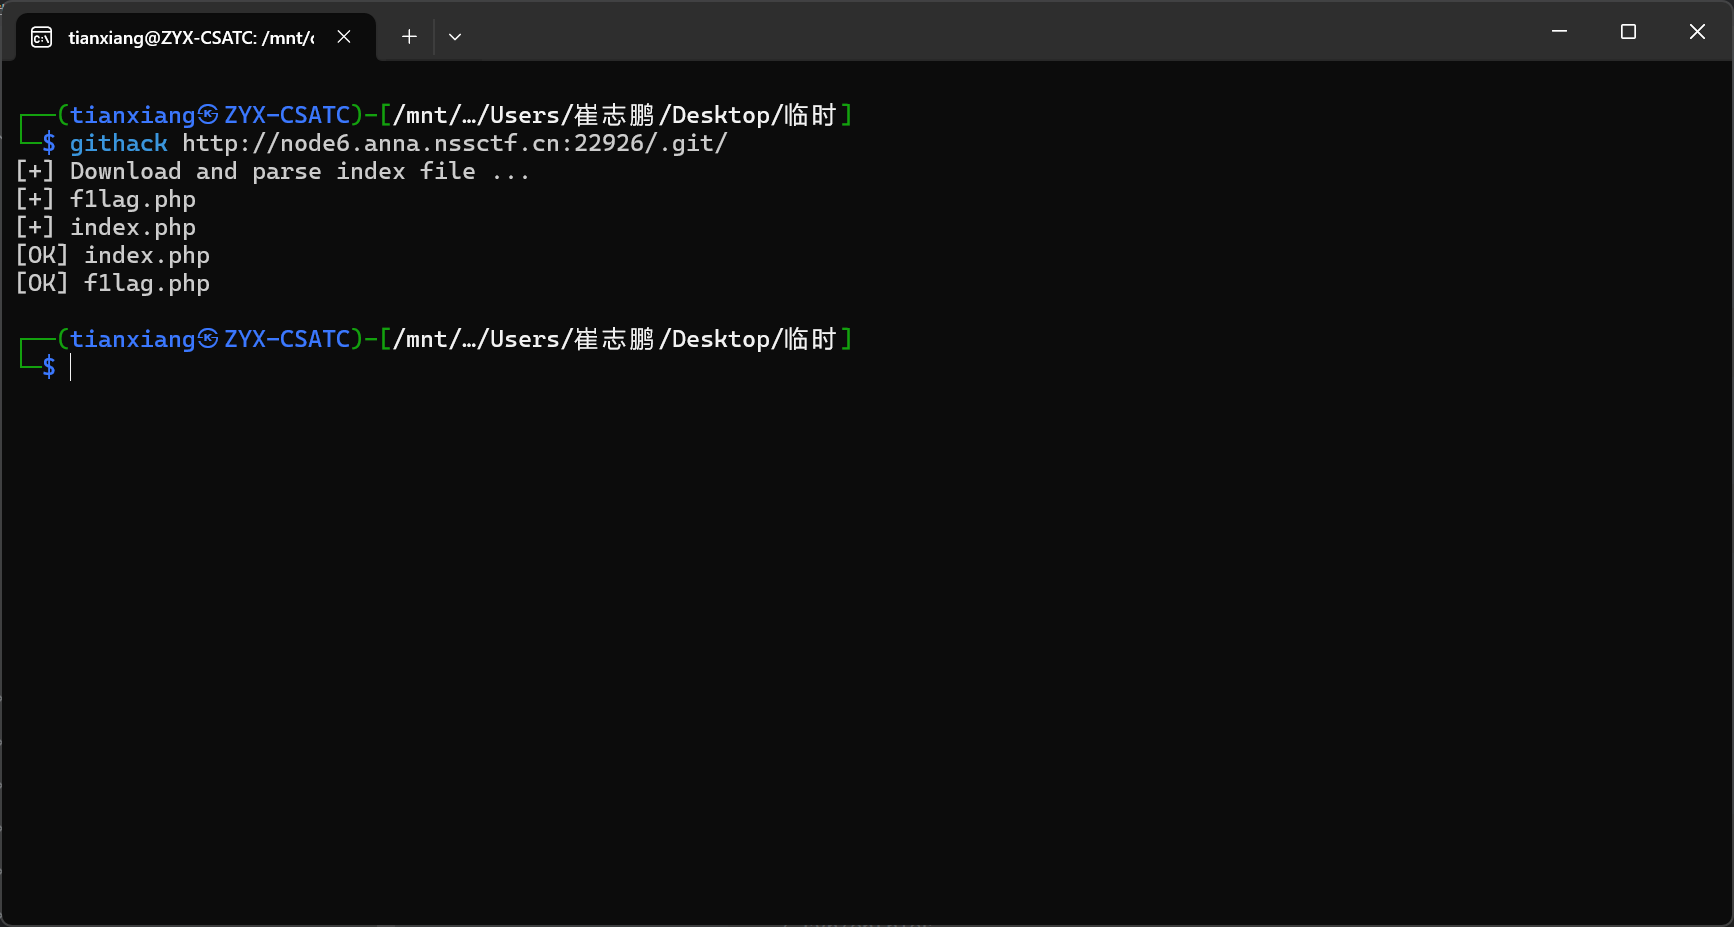 tianxiang@ZYX-CSATC: /mnt/
┌──(tianxiang㉿ZYX-CSATC)-[/mnt/…/Users/崔志鹏/Desktop/临时]
└─$ githack http://node6.anna.nssctf.cn:22926/.git/
[+] Download and parse index file ...
[+] f1lag.php
[+] index.php
[OK] index.php
[OK] f1lag.php
┌──(tianxiang㉿ZYX-CSATC)-[/mnt/…/Users/崔志鹏/Desktop/临时]
└─$